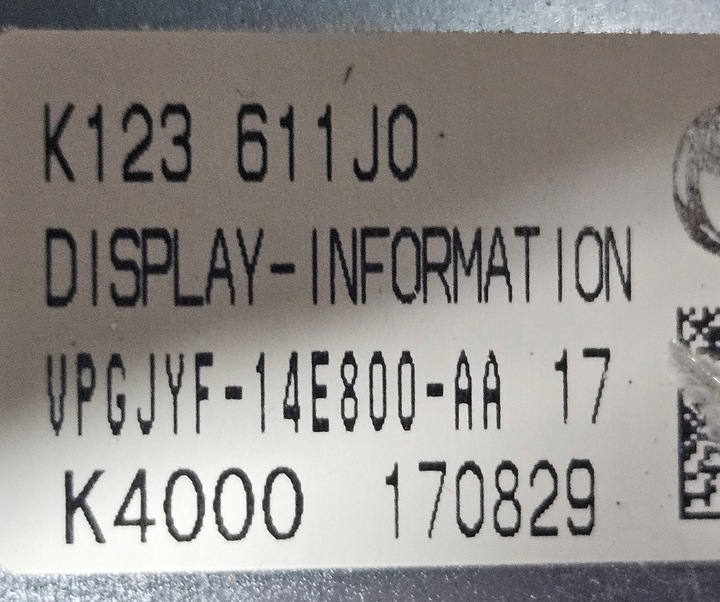 K123 611J0
DISPLAY-INFORMATION
VPGJYF-14E800-AA 17
K4000 170829